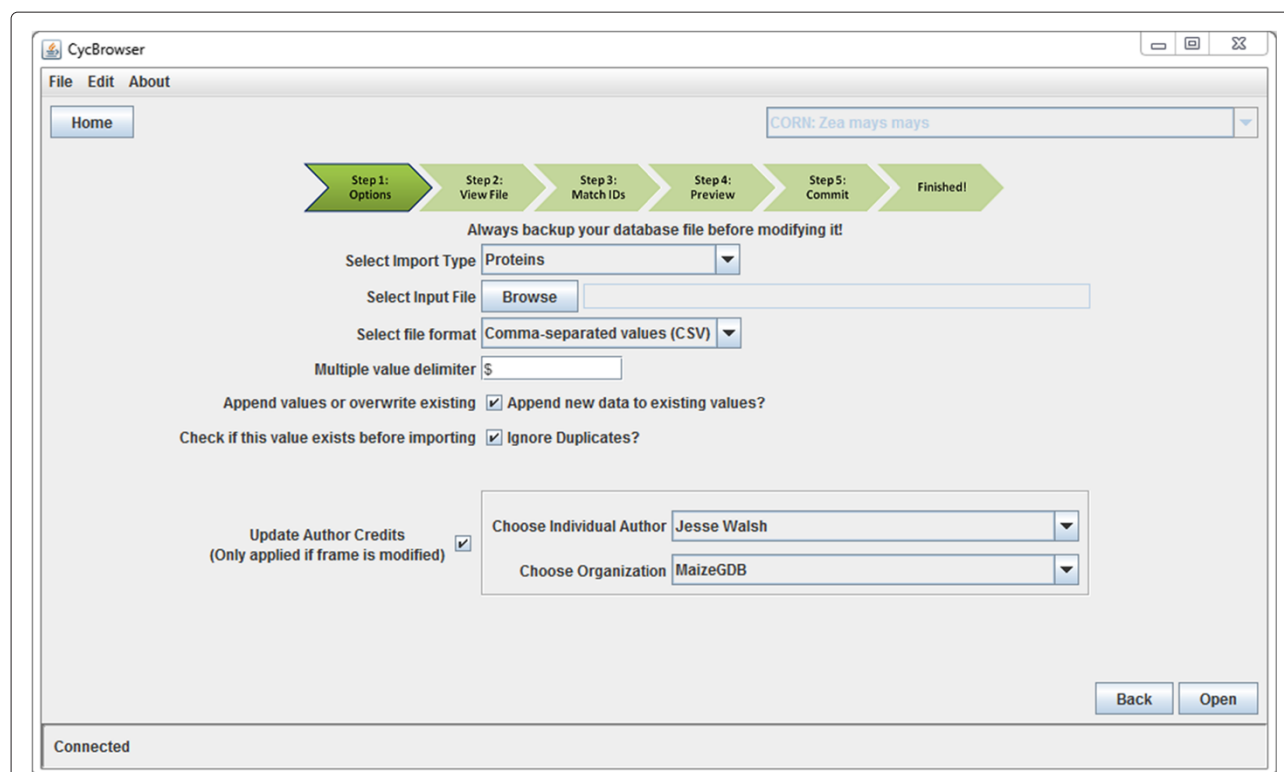 CycBrowser
File Edit About
Home
CORN: Zea mays mays
Step 1:
Options
Step 2:
View File
Step 3:
Match IDs
Step 4:
Preview
Step 5:
Commit
Finished!
Always backup your database file before modifying it!
Select Import Type Proteins
Select Input File Browse
Select file format Comma-separated values (CSV)
Multiple value delimiter $
Append values or overwrite existing Append new data to existing values?
Check if this value exists before importing Ignore Duplicates?
Update Author Credits
(Only applied if frame is modified)
Choose Individual Author Jesse Walsh
Choose Organization MaizeGDB
Back Open
Connected